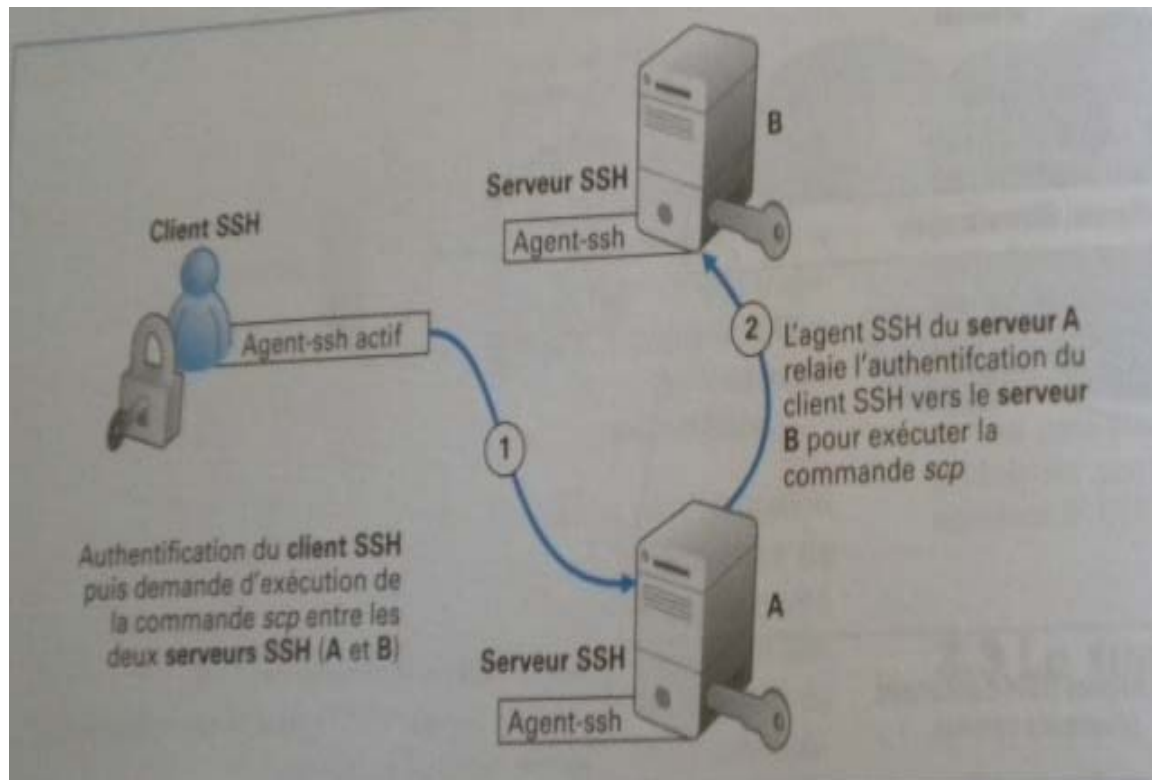 B
Serveur SSH
Agent-ssh
Client SSH
Agent-ssh actif
2
L'agent SSH du serveur A
relaie l'authentifcation du
client SSH vers le serveur
B pour exécuter la
commande scp
1
Authentification du client SSH
puis demande d'exécution de
la commande scp entre les
deux serveurs SSH (A et B)
A
Serveur SSH
Agent-ssh